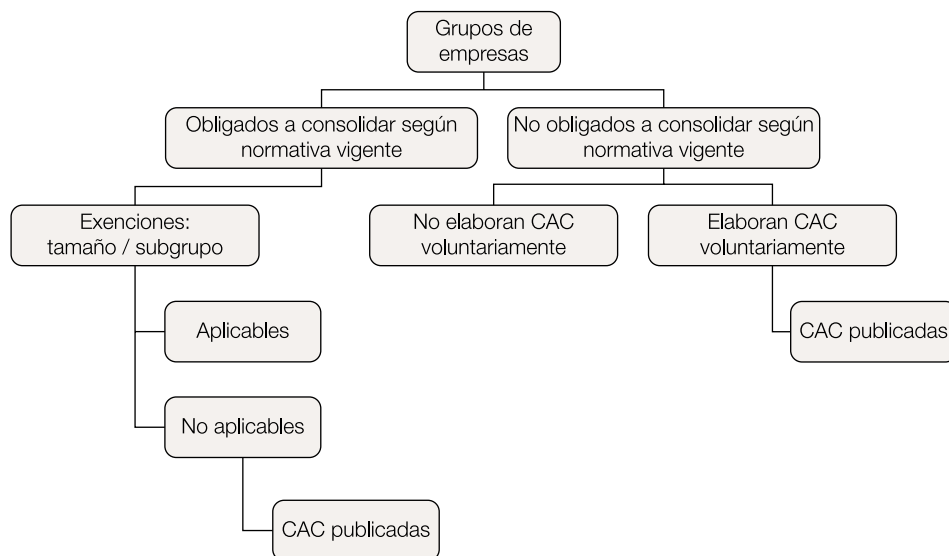 Grupos de
empresas
Obligados a consolidar según
normativa vigente
No obligados a consolidar según
normativa vigente
Exenciones:
tamaño / subgrupo
No elaboran CAC
voluntariamente
Elaboran CAC
voluntariamente
Aplicables
CAC publicadas
No aplicables
CAC publicadas